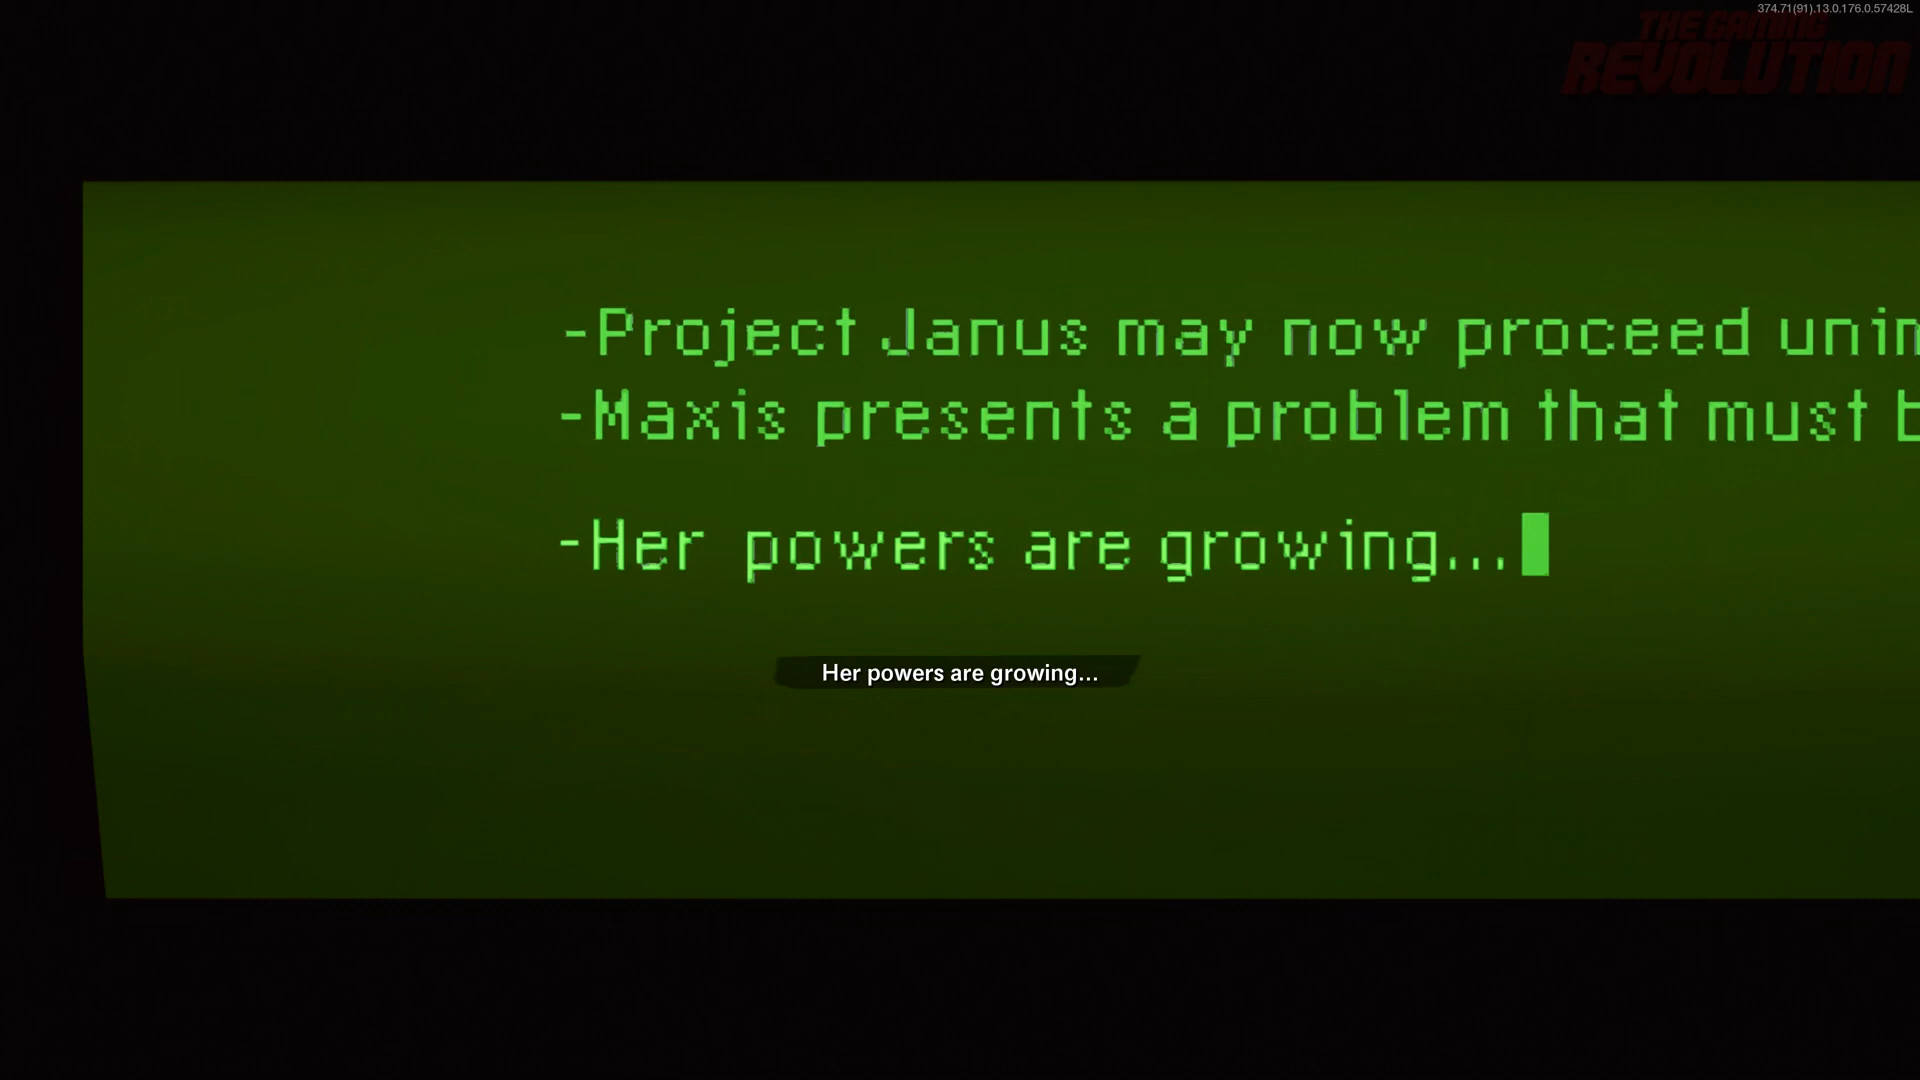 374.71(91).13.0.176.0.57428L
THE GAMING
REVOLUTION
-Project Janus may now proceed
-Maxis presents a problem that must
-Her powers are growing...
Her powers are growing...